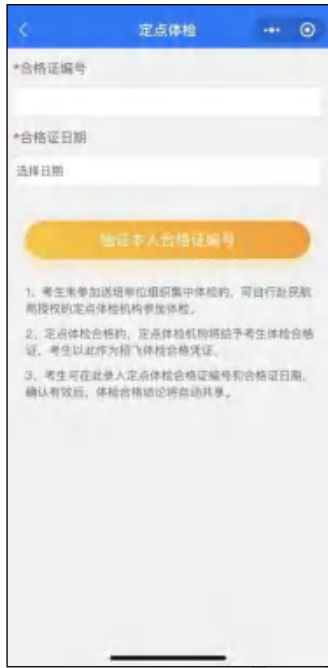 定点体检
*合格证编号
*合格证日期
选择日期
验证本人合格证编号
1、考生未参加送培单位组织集中体检的，可自行赴民航
局授权的定点体检机构参加体检。
2、定点体检合格的，定点体检机构将给予考生体检合格
证，考生以此作为招飞体检合格凭证。
3、考生可在此录入定点体检合格证编号和合格证日期，
确认有效后，体检合格结论将自动共享。